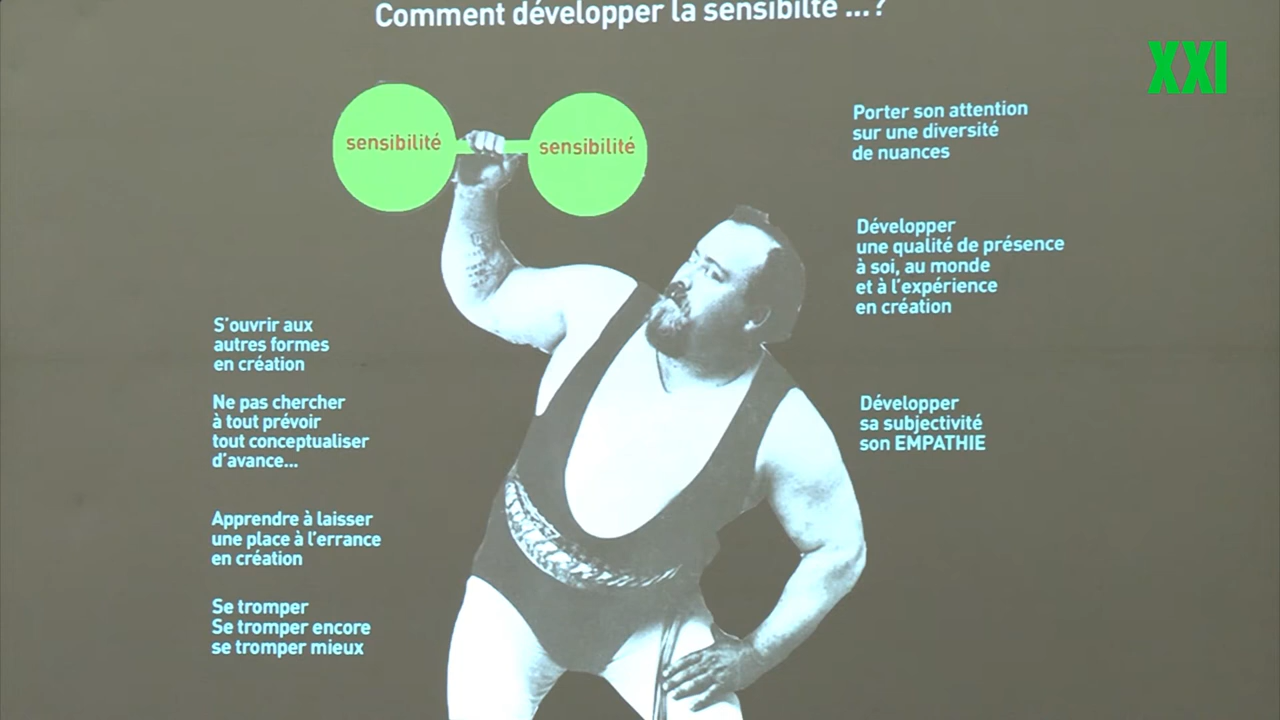 Comment développer la sensibilté ...?
XXI
sensibilité
sensibilité
Porter son attention
sur une diversité
de nuances
Développer
une qualité de présence
à soi, au monde
et à l'expérience
en création
Développer
sa subjectivité
son EMPATHIE
S'ouvrir aux
autres formes
en création
Ne pas chercher
à tout prévoir
tout conceptualiser
d'avance...
Apprendre à laisser
une place à l'errance
en création
Se tromper
Se tromper encore
se tromper mieux